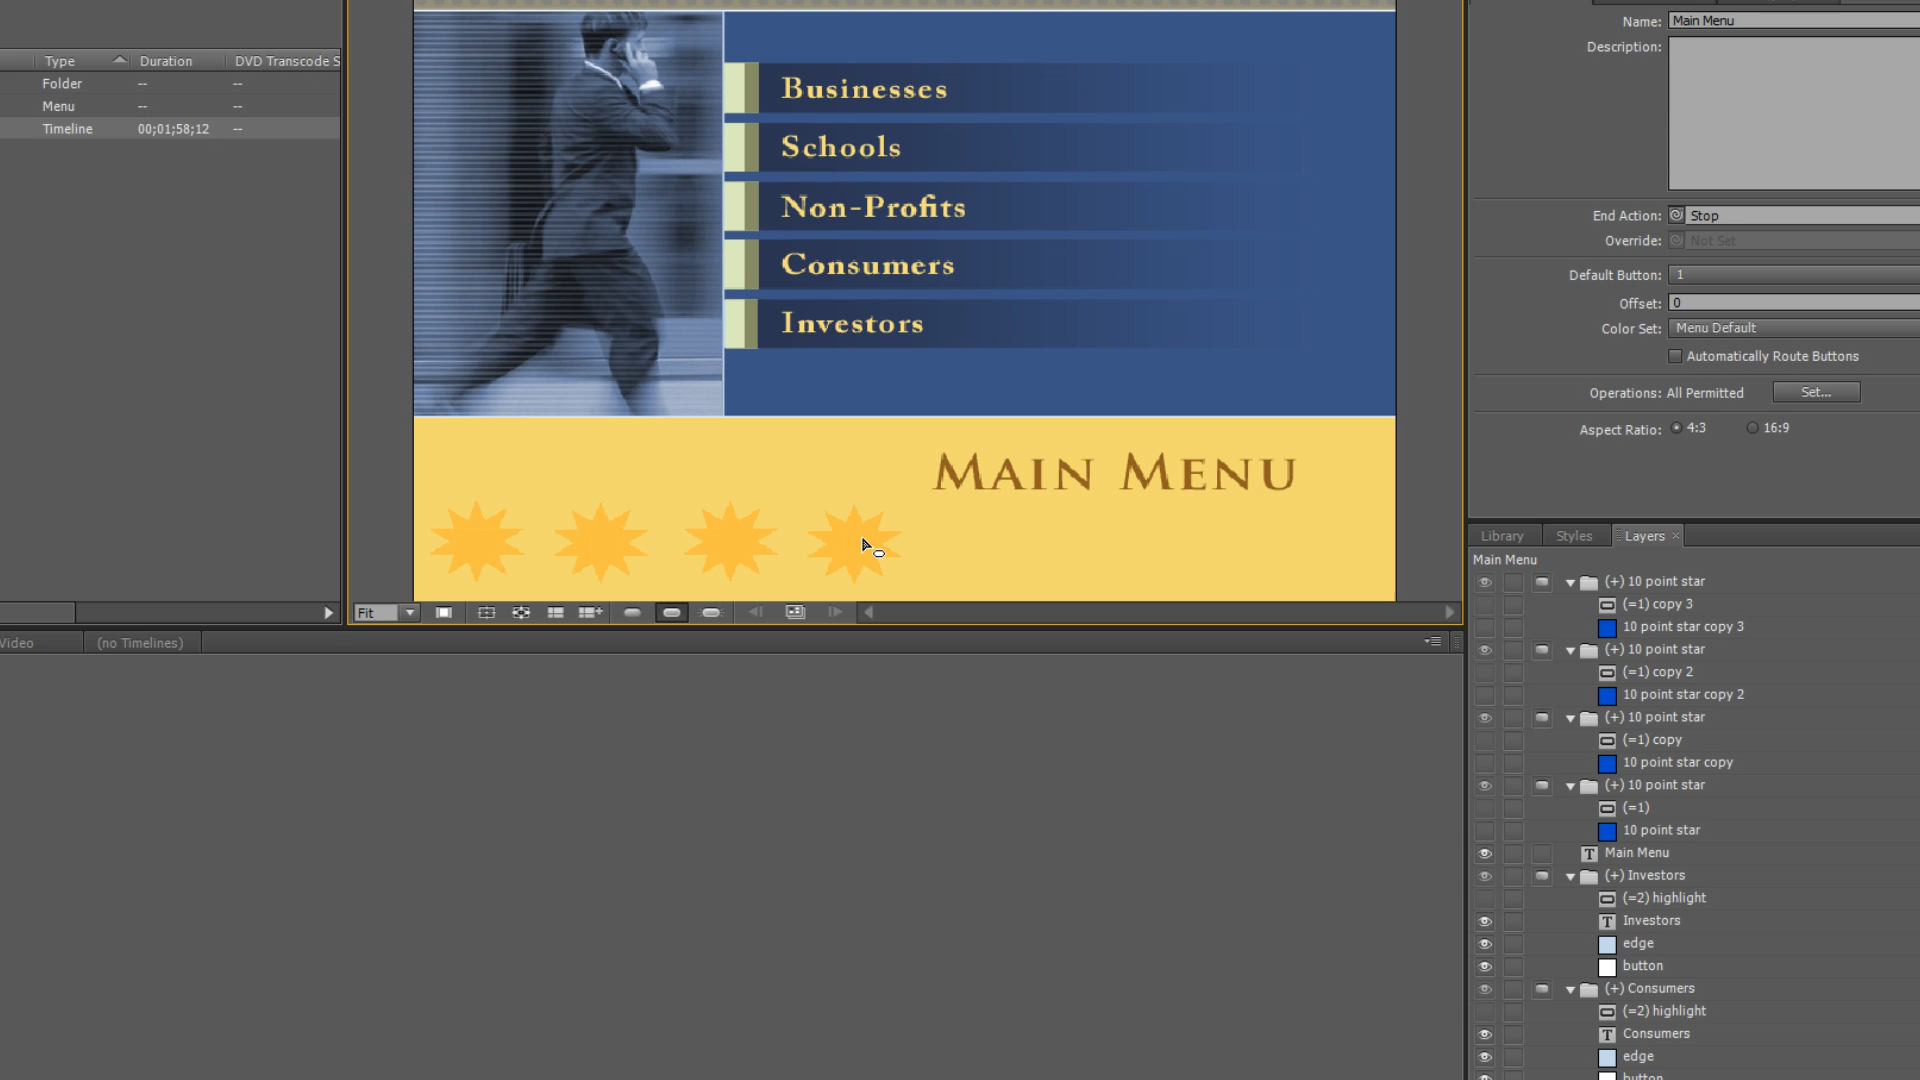 Type Duration DVD Transcode S
Folder -- --
Menu -- --
Timeline 00;01;58;12 --
Businesses
Schools
Non-Profits
Consumers
Investors
Main Menu
Fit
Video (no Timelines)
Name: Main Menu
Description:
End Action: Stop
Override: Not Set
Default Button: 1
Offset: 0
Color Set: Menu Default
Automatically Route Buttons
Operations: All Permitted Set...
Aspect Ratio: 4:3 16:9
Library Styles Layers
Main Menu
(+) 10 point star
(=1) copy 3
10 point star copy 3
(+) 10 point star
(=1) copy 2
10 point star copy 2
(+) 10 point star
(=1) copy
10 point star copy
(+) 10 point star
(=1)
10 point star
Main Menu
(+) Investors
(=2) highlight
Investors
edge
button
(+) Consumers
(=2) highlight
Consumers
edge
button